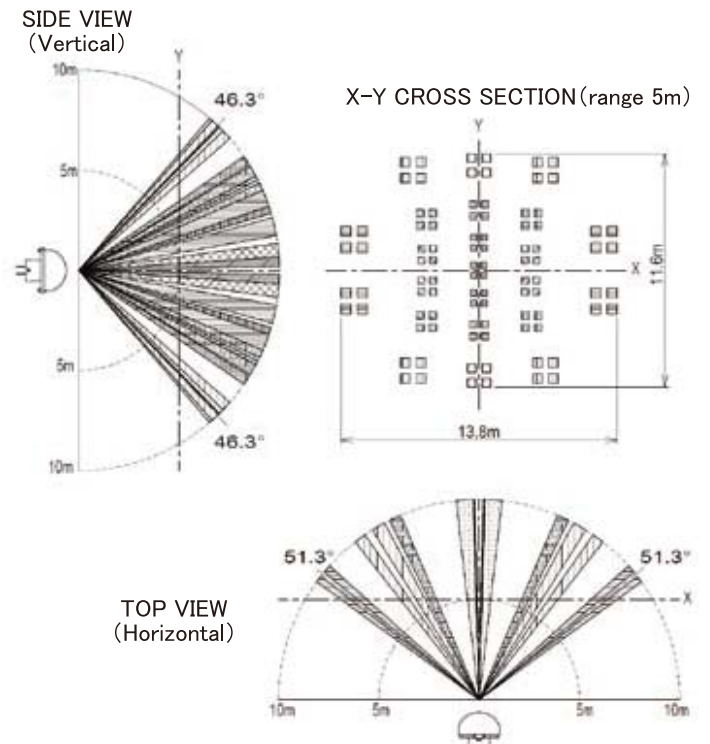 SIDE VIEW
(Vertical)
Y
10m
46.3°
5m
5m
46.3°
10m
X-Y CROSS SECTION(range 5m)
Y
X
11.6m
13.8m
TOP VIEW
(Horizontal)
51.3°
51.3°
X
10m
5m
5m
10m